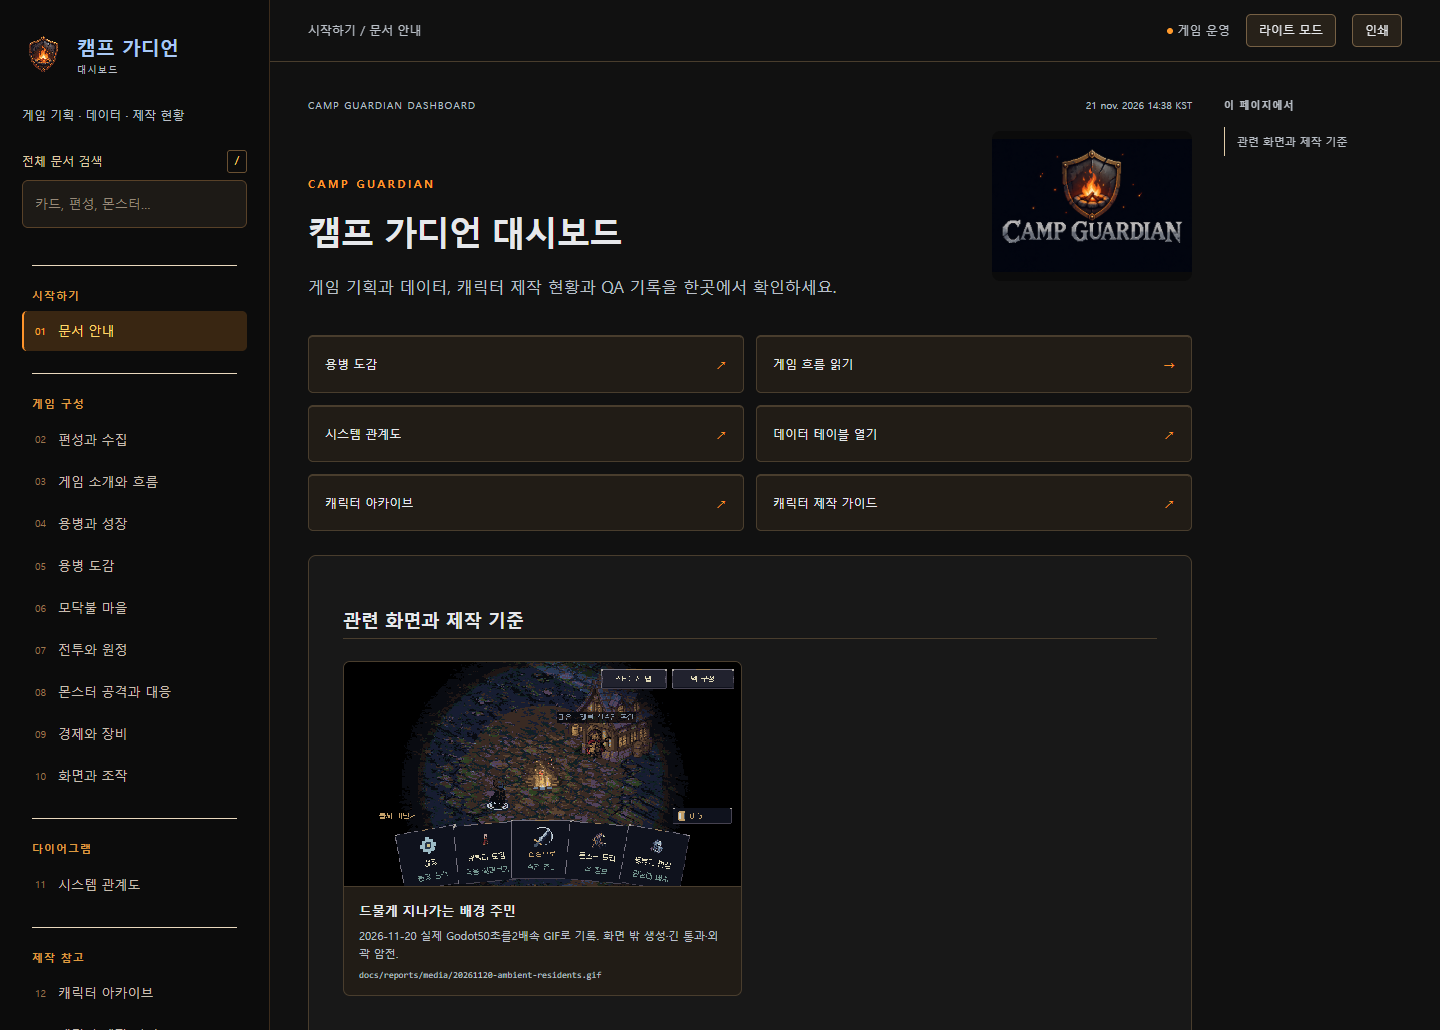 캠프 가디언
대시보드
게임 기획 · 데이터 · 제작 현황
전체 문서 검색
/
카드, 편성, 몬스터...
시작하기
01 문서 안내
게임 구성
02 편성과 수집
03 게임 소개와 흐름
04 용병과 성장
05 용병 도감
06 모닥불 마을
07 전투와 원정
08 몬스터 공격과 대응
09 경제와 장비
10 화면과 조작
다이어그램
11 시스템 관계도
제작 참고
12 캐릭터 아카이브
시작하기 / 문서 안내
게임 운영
라이트 모드
인쇄
CAMP GUARDIAN DASHBOARD
21 nov. 2026 14:38 KST
CAMP GUARDIAN
캠프 가디언 대시보드
게임 기획과 데이터, 캐릭터 제작 현황과 QA 기록을 한곳에서 확인하세요.
CAMP GUARDIAN
용병 도감 ↗
게임 흐름 읽기 →
시스템 관계도 ↗
데이터 테이블 열기 ↗
캐릭터 아카이브 ↗
캐릭터 제작 가이드 ↗
관련 화면과 제작 기준
드물게 지나가는 배경 주민
2026-11-20 실제 Godot50초를2배속 GIF로 기록. 화면 밖 생성·긴 통과·외
곽 암전.
docs/reports/media/20261120-ambient-residents.gif
이 페이지에서
관련 화면과 제작 기준